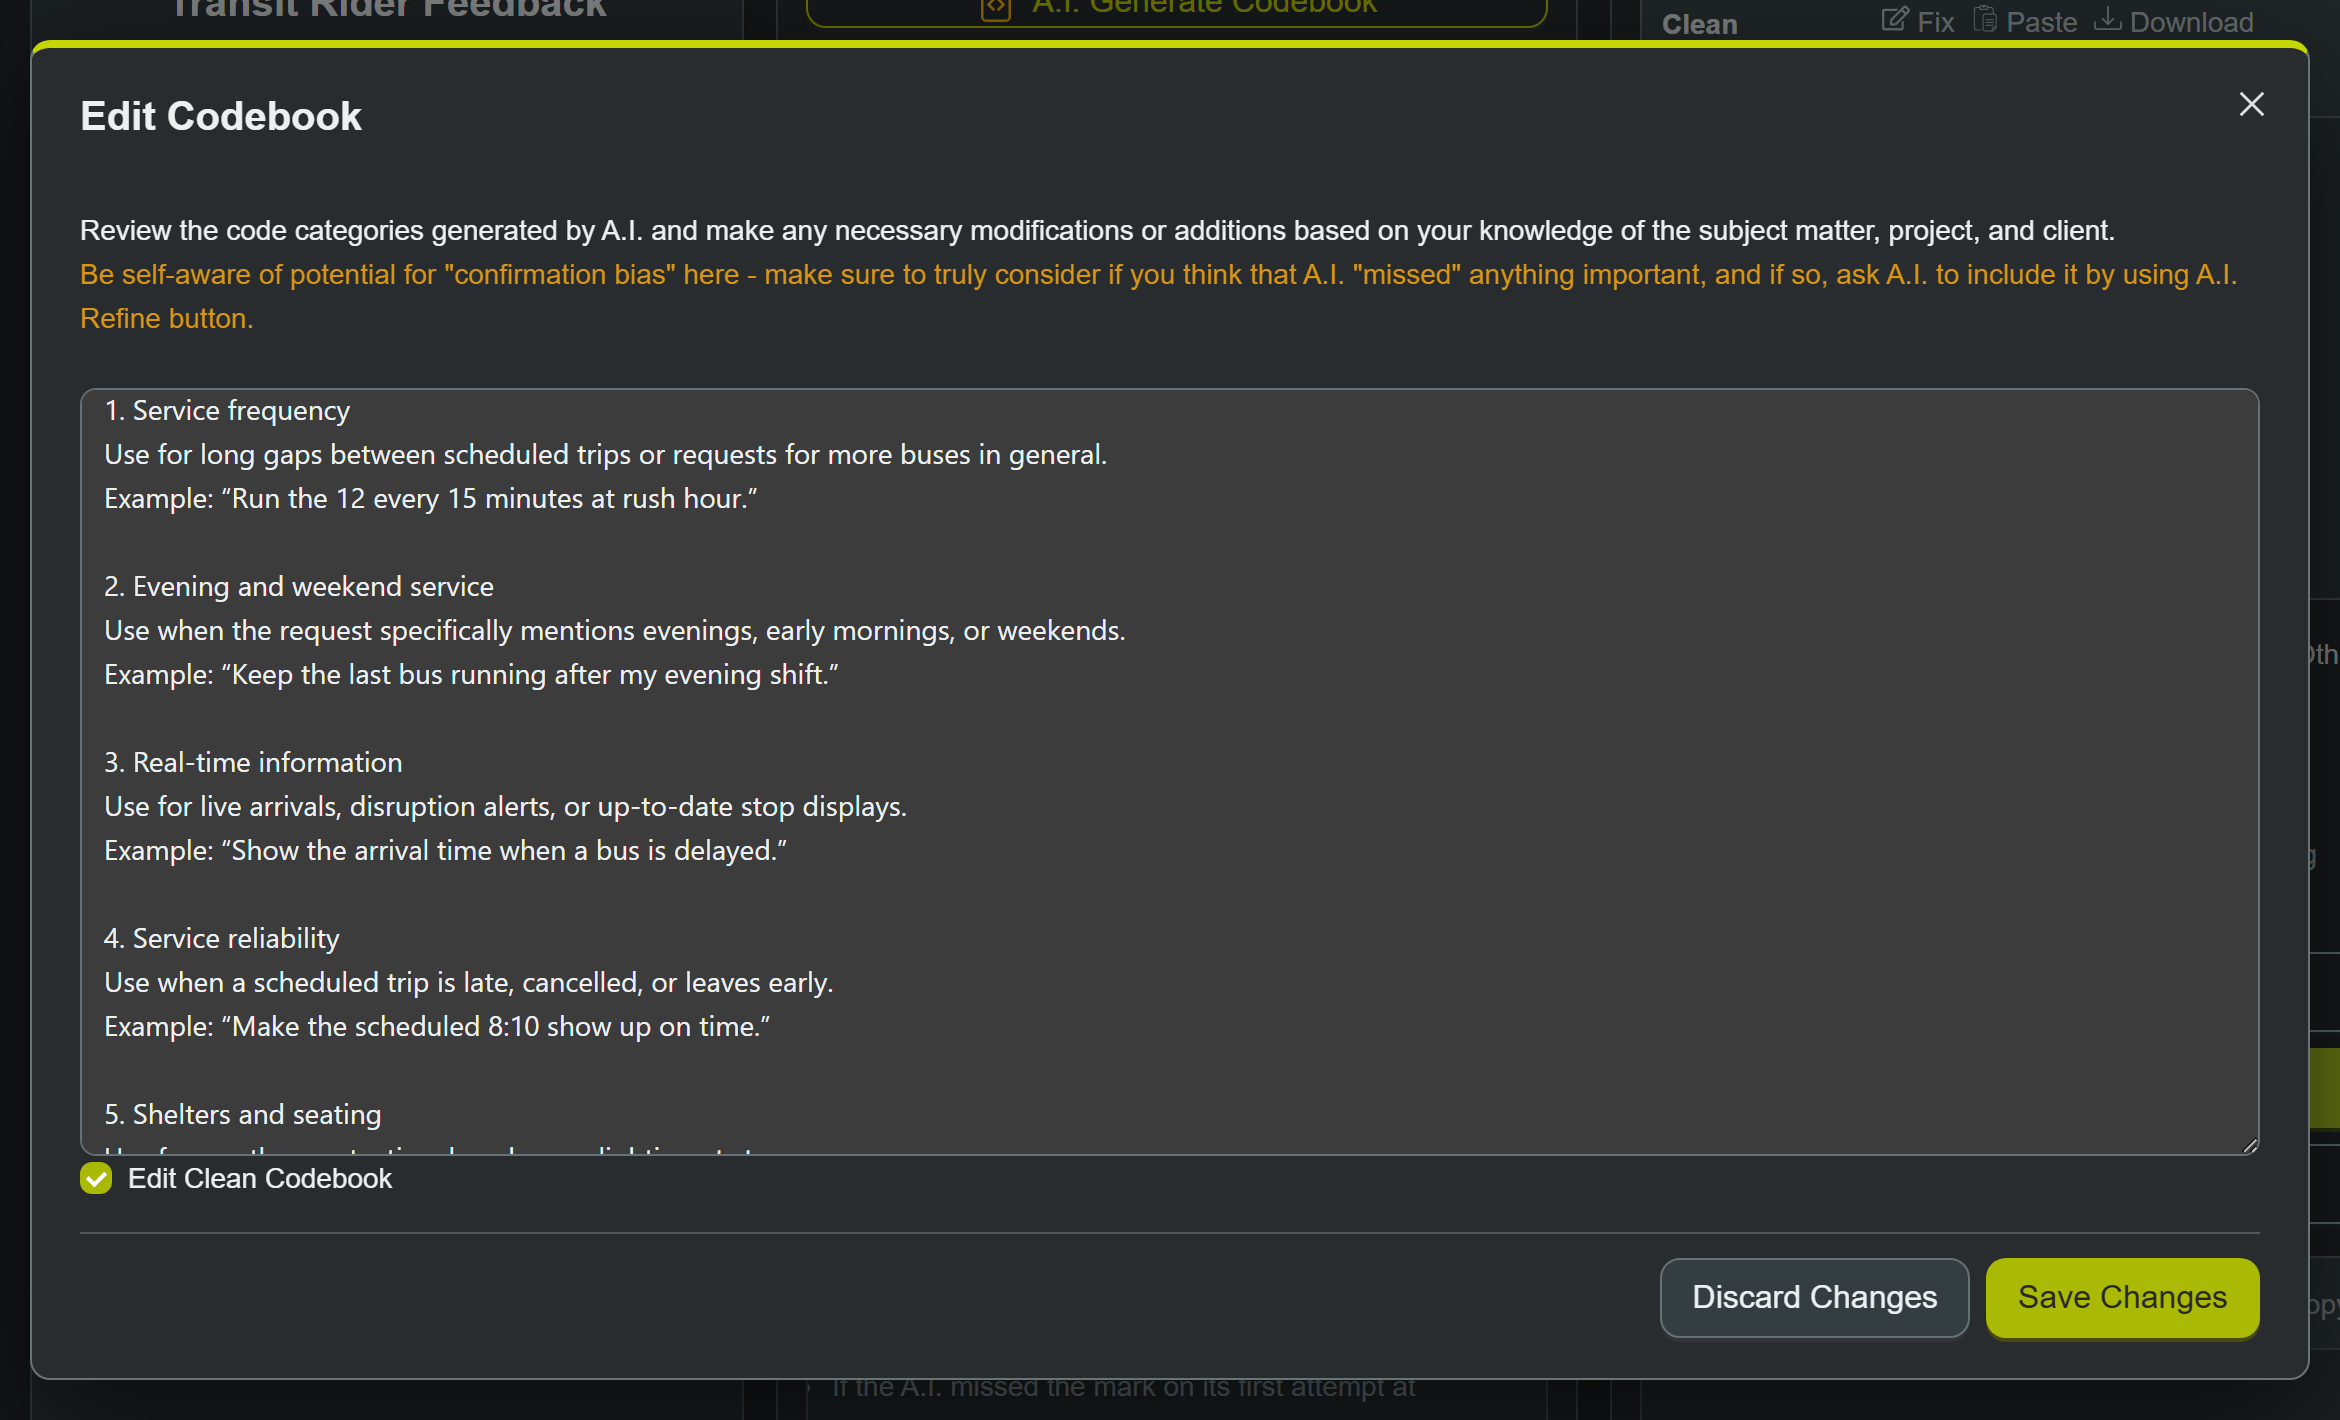 Transit Rider Feedback
A.I. Generate Codebook
Clean
Fix Paste Download
Edit Codebook
Review the code categories generated by A.I. and make any necessary modifications or additions based on your knowledge of the subject matter, project, and client.
Be self-aware of potential for "confirmation bias" here - make sure to truly consider if you think that A.I. "missed" anything important, and if so, ask A.I. to include it by using A.I.
Refine button.
1. Service frequency
Use for long gaps between scheduled trips or requests for more buses in general.
Example: “Run the 12 every 15 minutes at rush hour.”
2. Evening and weekend service
Use when the request specifically mentions evenings, early mornings, or weekends.
Example: “Keep the last bus running after my evening shift.”
3. Real-time information
Use for live arrivals, disruption alerts, or up-to-date stop displays.
Example: “Show the arrival time when a bus is delayed.”
4. Service reliability
Use when a scheduled trip is late, cancelled, or leaves early.
Example: “Make the scheduled 8:10 show up on time.”
5. Shelters and seating
Edit Clean Codebook
Discard Changes
Save Changes
If the A.I. missed the mark on its first attempt at